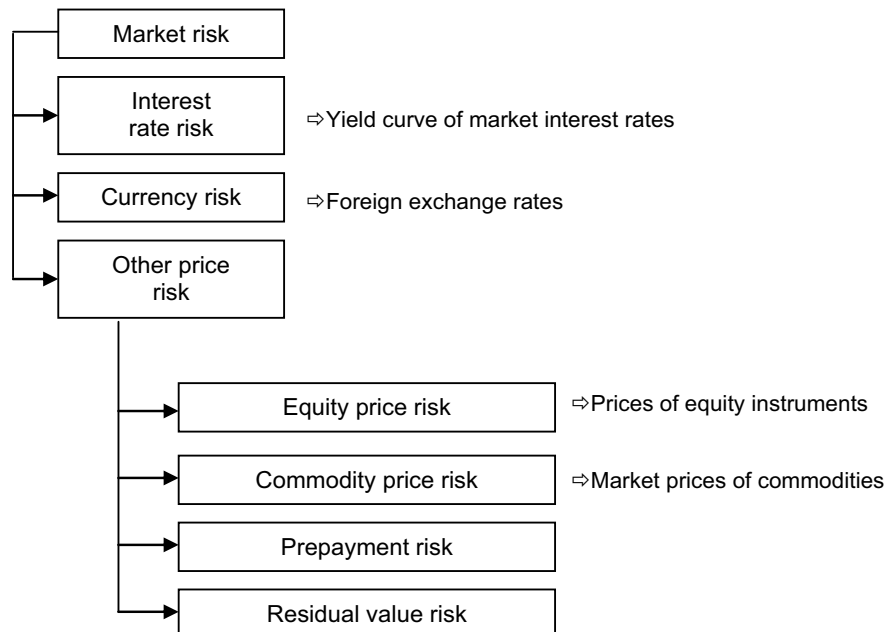 Market risk
Interest
rate risk
⇨Yield curve of market interest rates
Currency risk
⇨Foreign exchange rates
Other price
risk
Equity price risk
⇨Prices of equity instruments
Commodity price risk
⇨Market prices of commodities
Prepayment risk
Residual value risk